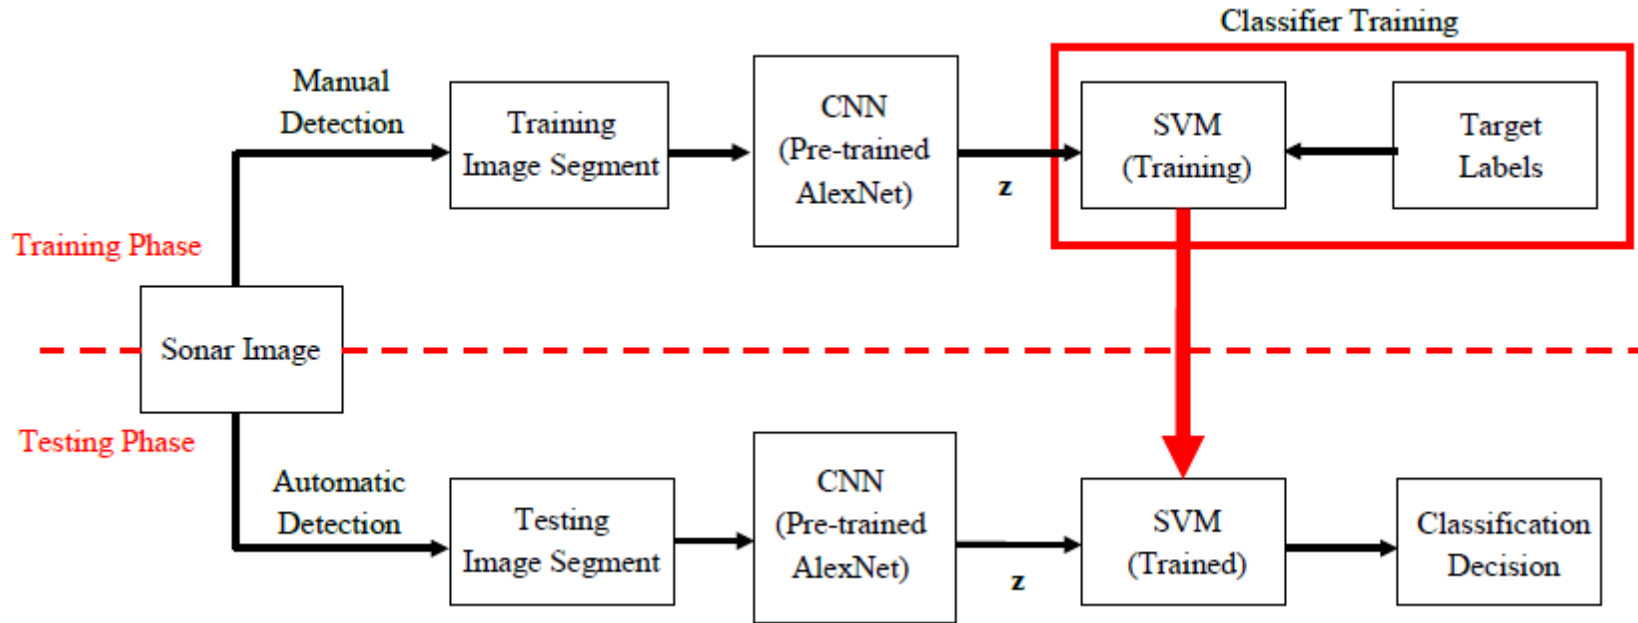 Classifier Training
Manual
Detection
Training
Image Segment
CNN
(Pre-trained
AlexNet)
z
SVM
(Training)
Target
Labels
Training Phase
Sonar Image
Testing Phase
Automatic
Detection
Testing
Image Segment
CNN
(Pre-trained
AlexNet)
z
SVM
(Trained)
Classification
Decision